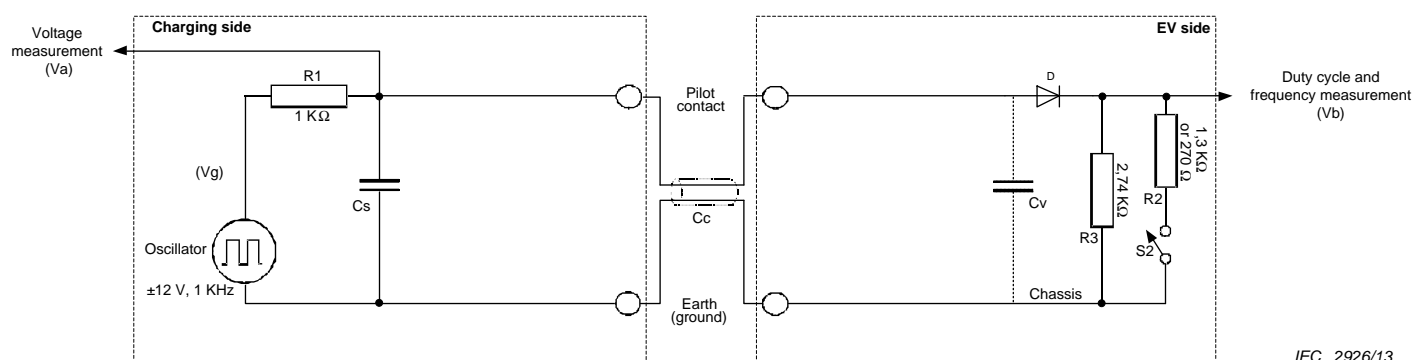 Voltage
measurement
(Va)
Charging side
R1
1 KΩ
(Vg)
Cs
Oscillator
±12 V, 1 KHz
Pilot
contact
Cc
Earth
(ground)
EV side
D
Cv
2,74 KΩ
R3
1,3 KΩ
or 270 Ω
R2
S2
Chassis
Duty cycle and
frequency measurement
(Vb)
IEC 2926/13